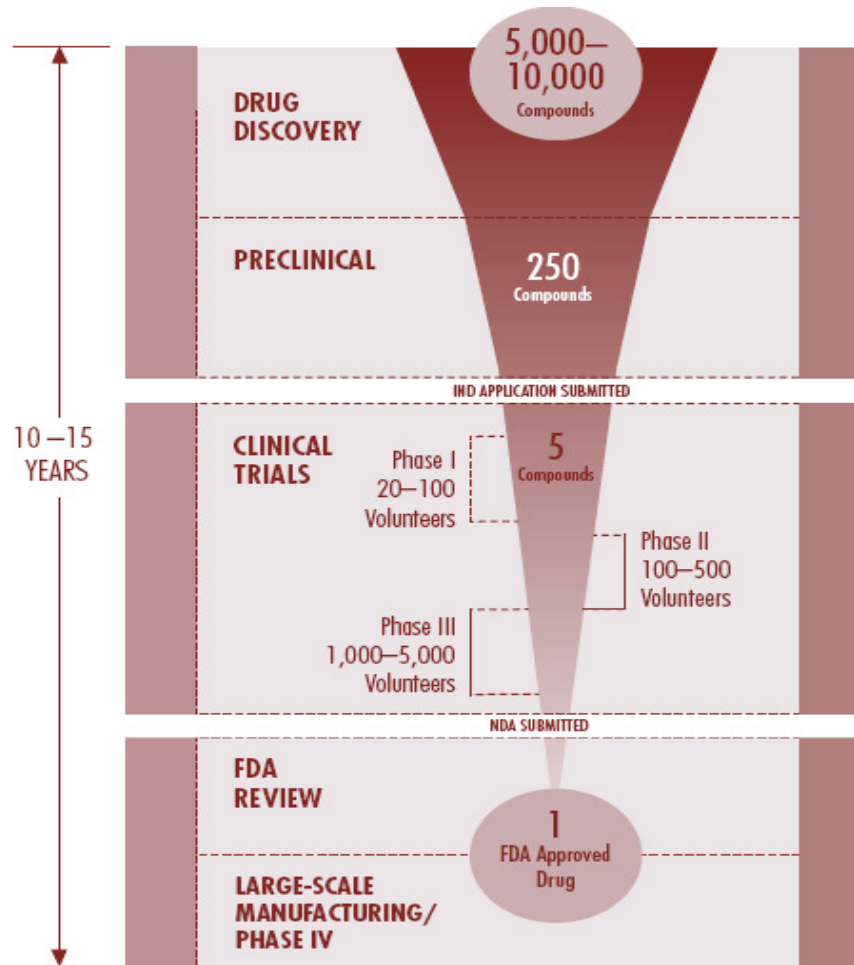 5,000–
10,000
Compounds
DRUG
DISCOVERY
PRECLINICAL
250
Compounds
IND APPLICATION SUBMITTED
10 –15
YEARS
CLINICAL
TRIALS
5
Compounds
Phase I
20–100
Volunteers
Phase II
100–500
Volunteers
Phase III
1,000–5,000
Volunteers
NDA SUBMITTED
FDA
REVIEW
1
FDA Approved
Drug
LARGE-SCALE
MANUFACTURING/
PHASE IV